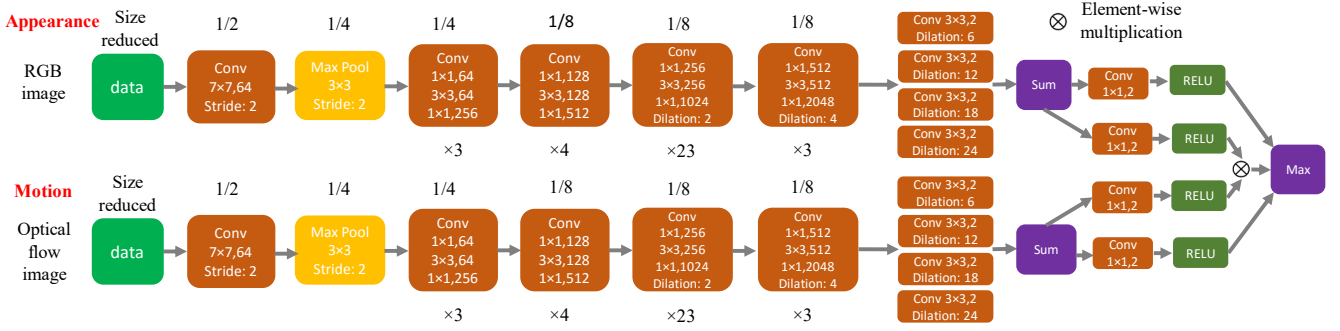 Appearance
Size
reduced
1/2
1/4
1/4
1/8
1/8
1/8
RGB
image
data
Conv
7×7,64
Stride: 2
Max Pool
3×3
Stride: 2
Conv
1×1,64
3×3,64
1×1,256
×3
Conv
1×1,128
3×3,128
1×1,512
×4
Conv
1×1,256
3×3,256
1×1,1024
Dilation: 2
×23
Conv
1×1,512
3×3,512
1×1,2048
Dilation: 4
×3
Conv 3×3,2
Dilation: 6
Conv 3×3,2
Dilation: 12
Conv 3×3,2
Dilation: 18
Conv 3×3,2
Dilation: 24
Sum
Conv
1×1,2
RELU
Conv
1×1,2
RELU
⊗
Element-wise
multiplication
⊗
Max
Motion
Size
reduced
1/2
1/4
1/4
1/8
1/8
1/8
Optical
flow
image
data
Conv
7×7,64
Stride: 2
Max Pool
3×3
Stride: 2
Conv
1×1,64
3×3,64
1×1,256
×3
Conv
1×1,128
3×3,128
1×1,512
×4
Conv
1×1,256
3×3,256
1×1,1024
Dilation: 2
×23
Conv
1×1,512
3×3,512
1×1,2048
Dilation: 4
×3
Conv 3×3,2
Dilation: 6
Conv 3×3,2
Dilation: 12
Conv 3×3,2
Dilation: 18
Conv 3×3,2
Dilation: 24
Sum
Conv
1×1,2
RELU
Conv
1×1,2
RELU